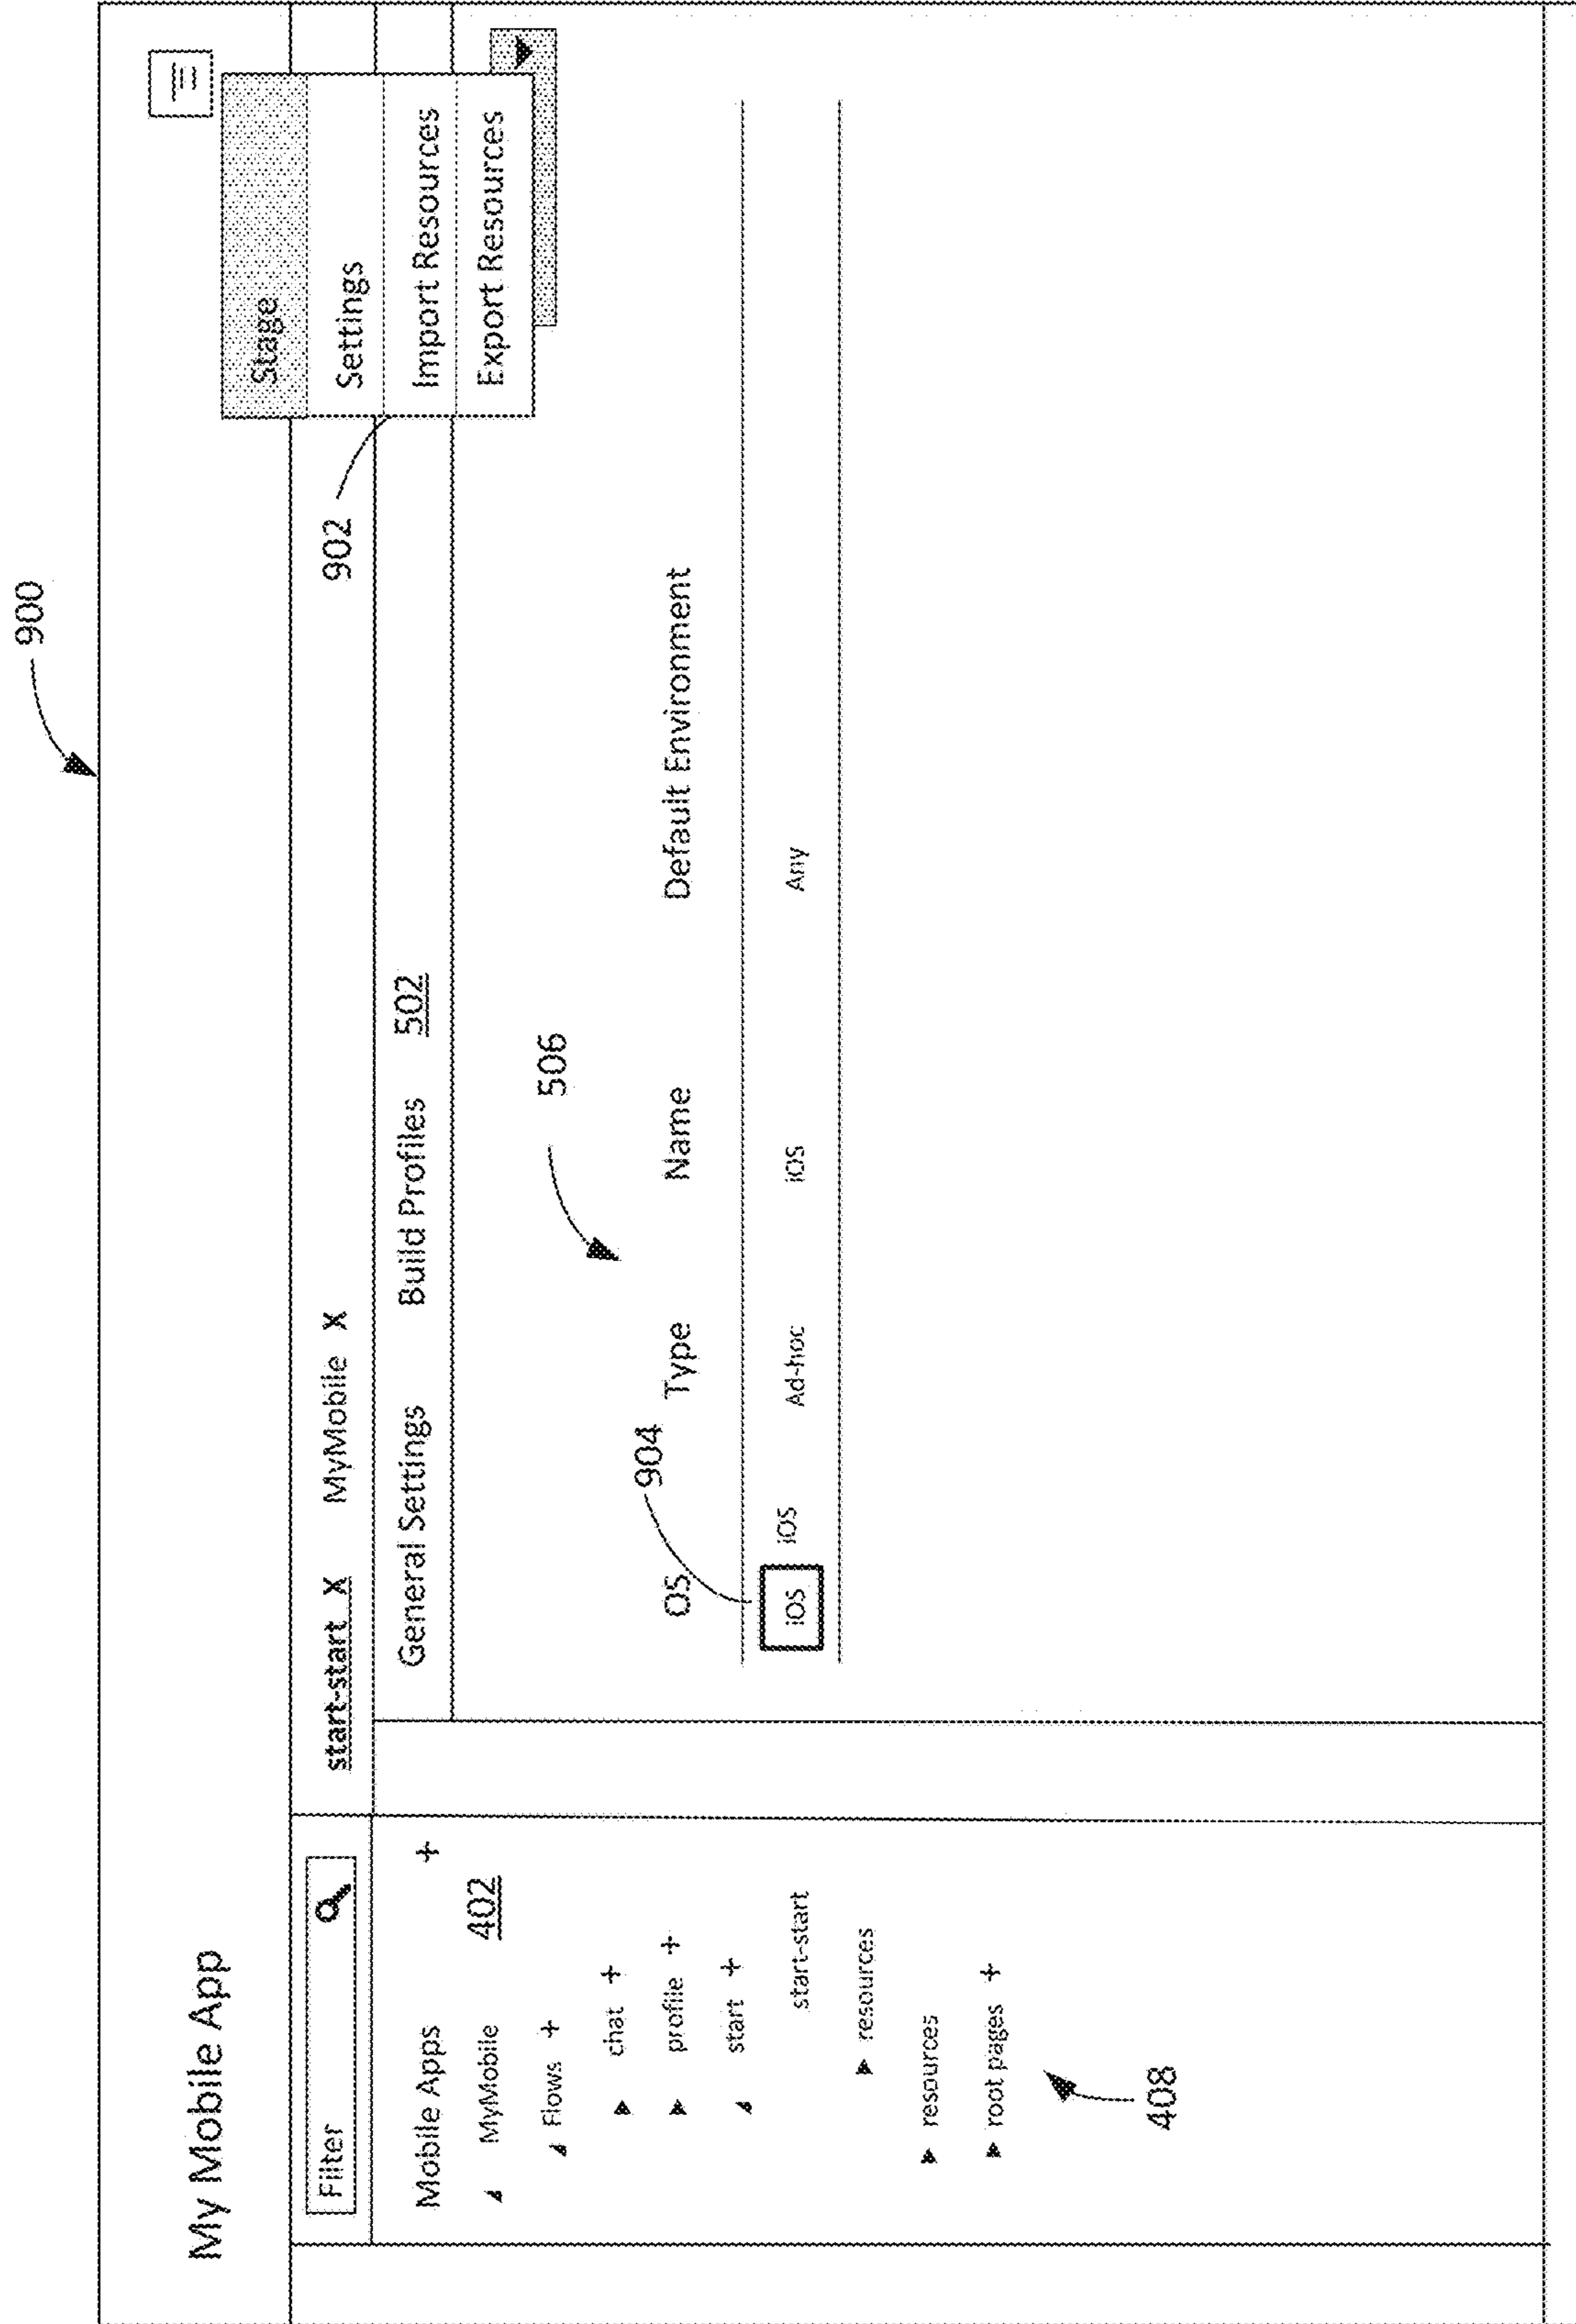 900
My Mobile App
Stage
Filter
start-start X MyMobile X
902
Settings
Mobile Apps +
General Settings Build Profiles 502
Import Resources
MyMobile 402
Export Resources
Flows +
506
chat +
904
profile +
OS Type Name Default Environment
start +
iOS iOS Ad-hoc iOS Any
start-start
resources
resources
root pages +
408